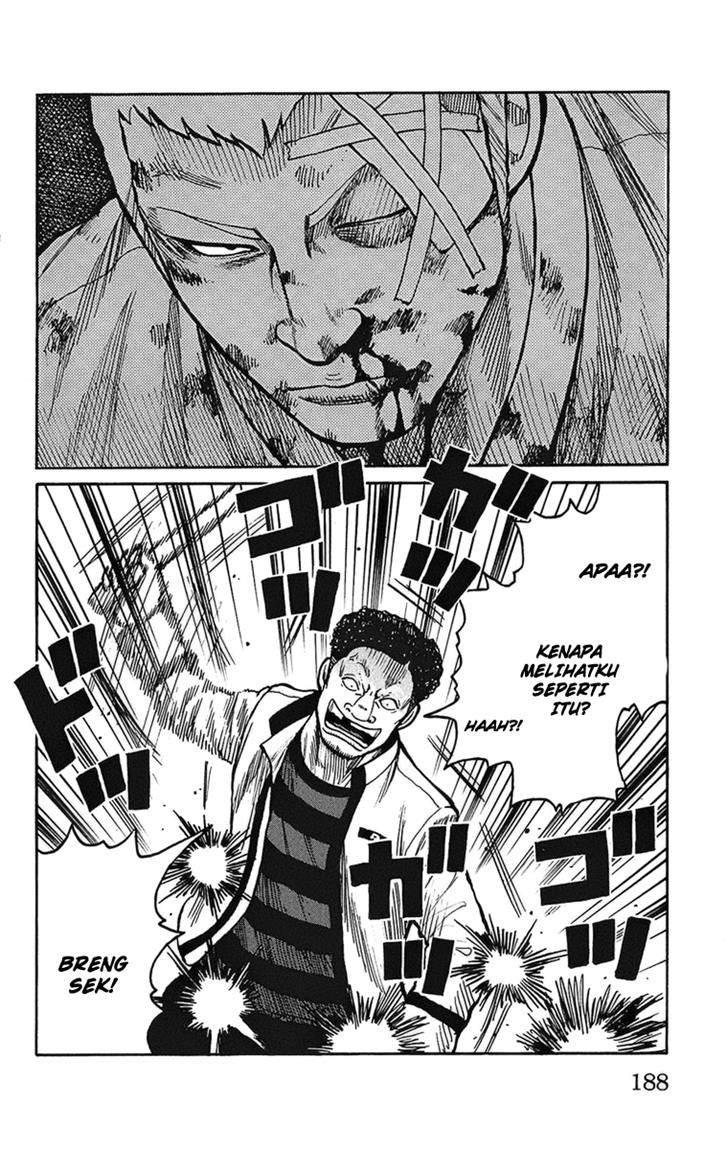 APAA?!
KENAPA
MELIHATKU
SEPERTI
ITU?
HAAH?!
ガッ
ゴッ
ドッ
ガッ
ゴッ
BRENG
SEK!
188